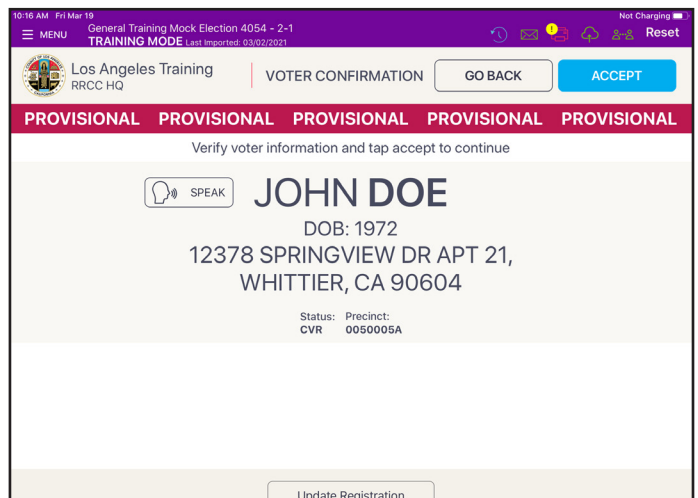 10:16 AM Fri Mar 19
Not Charging
MENU
General Training Mock Election 4054 - 2-1
TRAINING MODE Last Imported: 03/02/2021
Reset
Los Angeles Training
RRCC HQ
VOTER CONFIRMATION
GO BACK
ACCEPT
PROVISIONAL PROVISIONAL PROVISIONAL PROVISIONAL PROVISIONAL
Verify voter information and tap accept to continue
SPEAK
JOHN DOE
DOB: 1972
12378 SPRINGVIEW DR APT 21,
WHITTIER, CA 90604
Status: Precinct:
CVR 0050005A
Update Registration